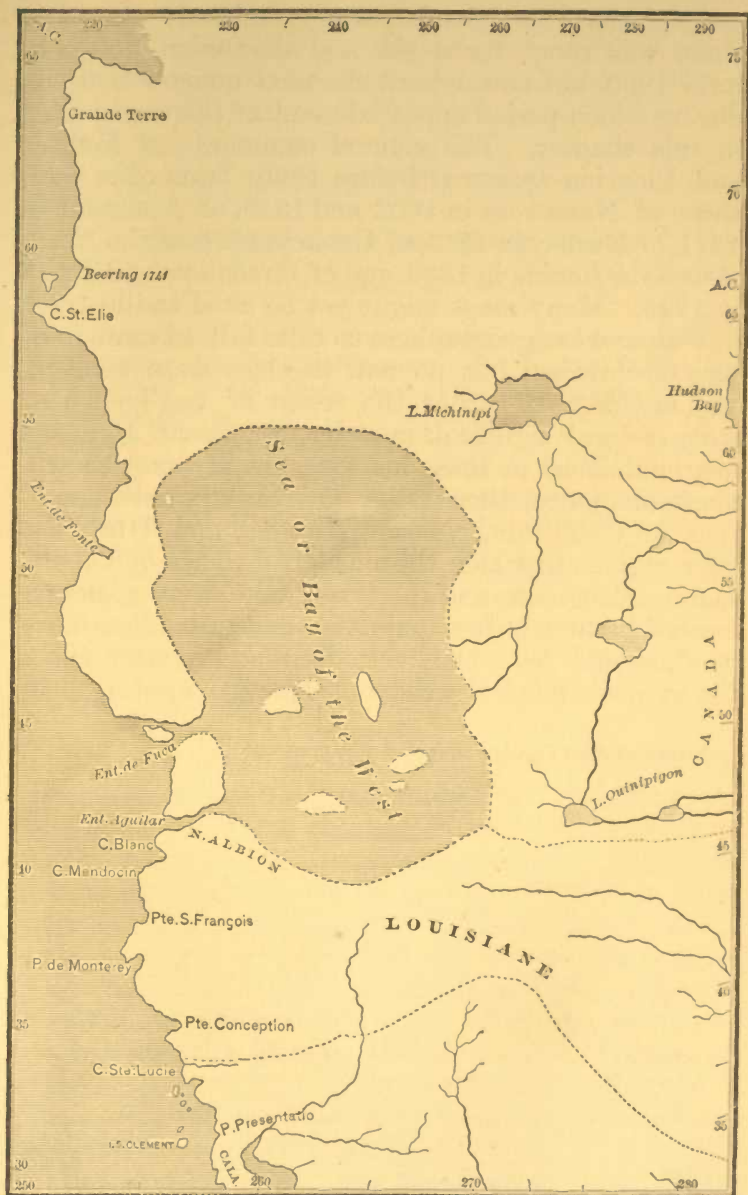 A.C.
220
230
240
250
260
270
280
290
65
75
Grande Terre
60
Beering 1741
A.C.
C.St.Elie
65
Hudson
Bay
L.Michinipi
55
60
Sea or Bay of the West
Ent.de Fonte
50
55
CANADA
45
50
Ent.de Fuca
L.Ouinipigon
Ent.Aguilar
C.Blanc
N.ALBION
45
40
C.Mendocin
Pte.S.François
LOUISIANE
P.de Monterey
40
35
Pte.Conception
C.Ste.Lucie
P.Presentatio
35
I.S.CLEMENT
CALA.
30
250
260
270
280